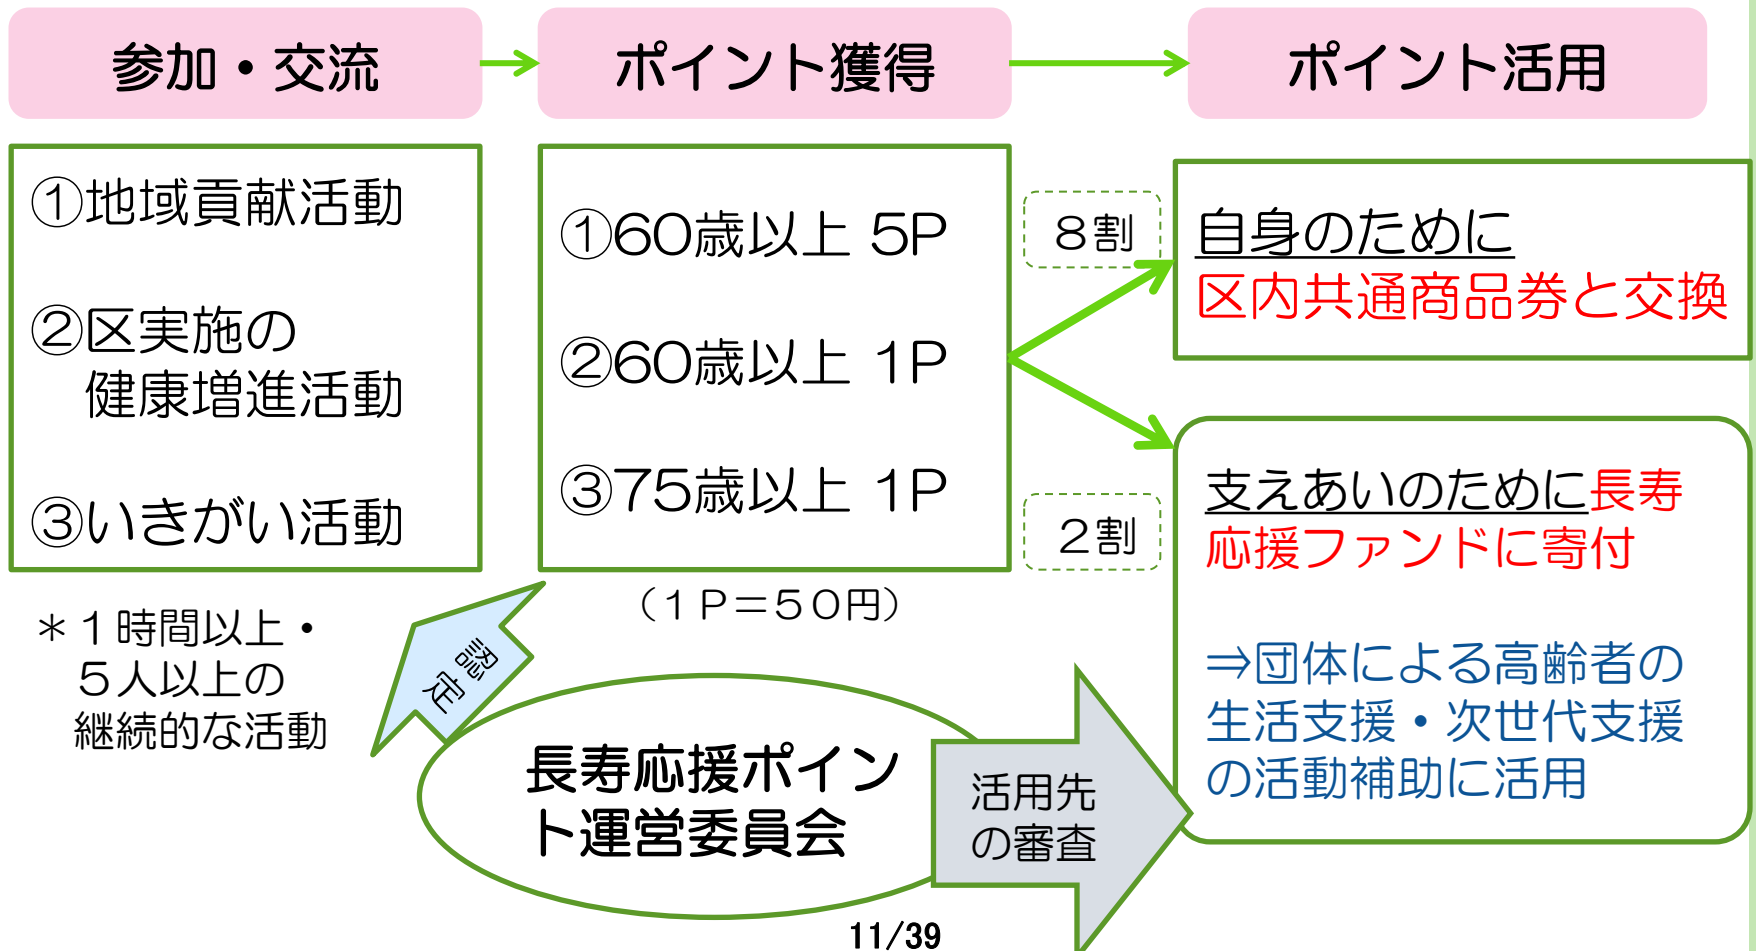 参加・交流
ポイント獲得
ポイント活用
①地域貢献活動
②区実施の
健康増進活動
③いきがい活動
＊１時間以上・
５人以上の
継続的な活動
①60歳以上 5P
②60歳以上 1P
③75歳以上 1P
（１Ｐ＝５０円）
８割
２割
自身のために
区内共通商品券と交換
支えあいのために長寿
応援ファンドに寄付
⇒団体による高齢者の
生活支援・次世代支援
の活動補助に活用
認定
長寿応援ポイン
ト運営委員会
活用先
の審査
11/39